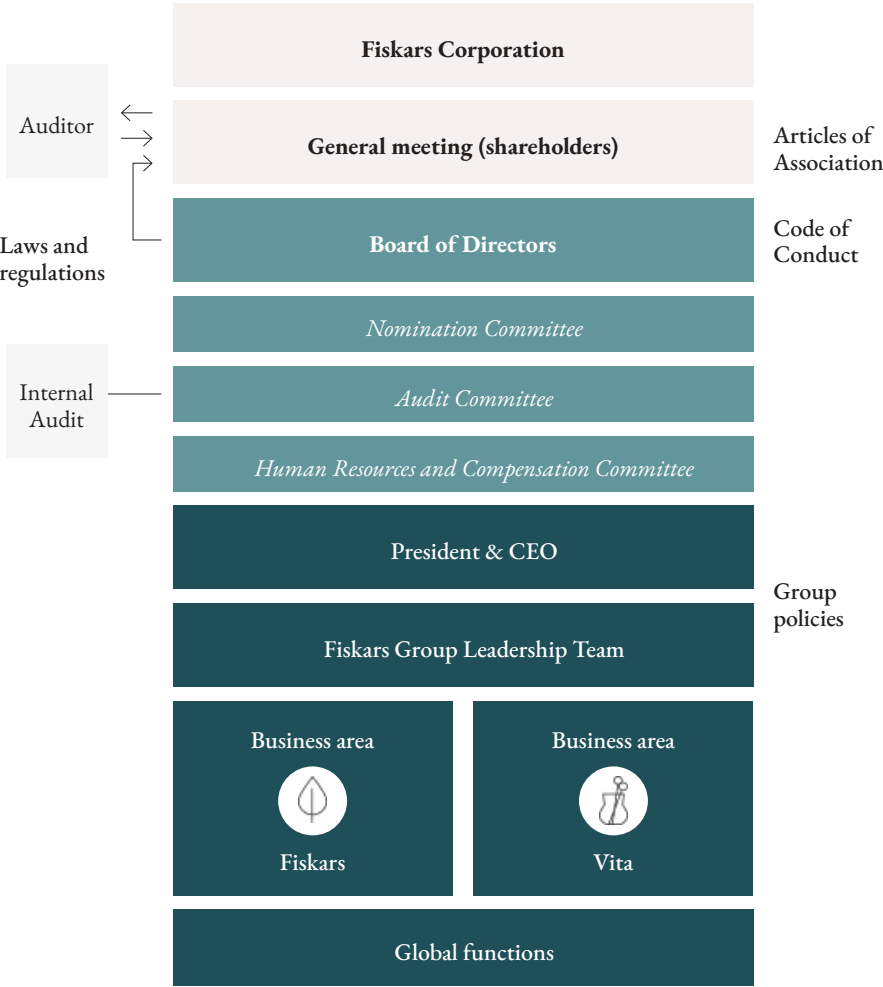 Fiskars Corporation
Auditor
General meeting (shareholders)
Articles of
Association
Laws and
regulations
Board of Directors
Code of
Conduct
Nomination Committee
Internal
Audit
Audit Committee
Human Resources and Compensation Committee
President & CEO
Group
policies
Fiskars Group Leadership Team
Business area
Fiskars
Business area
Vita
Global functions